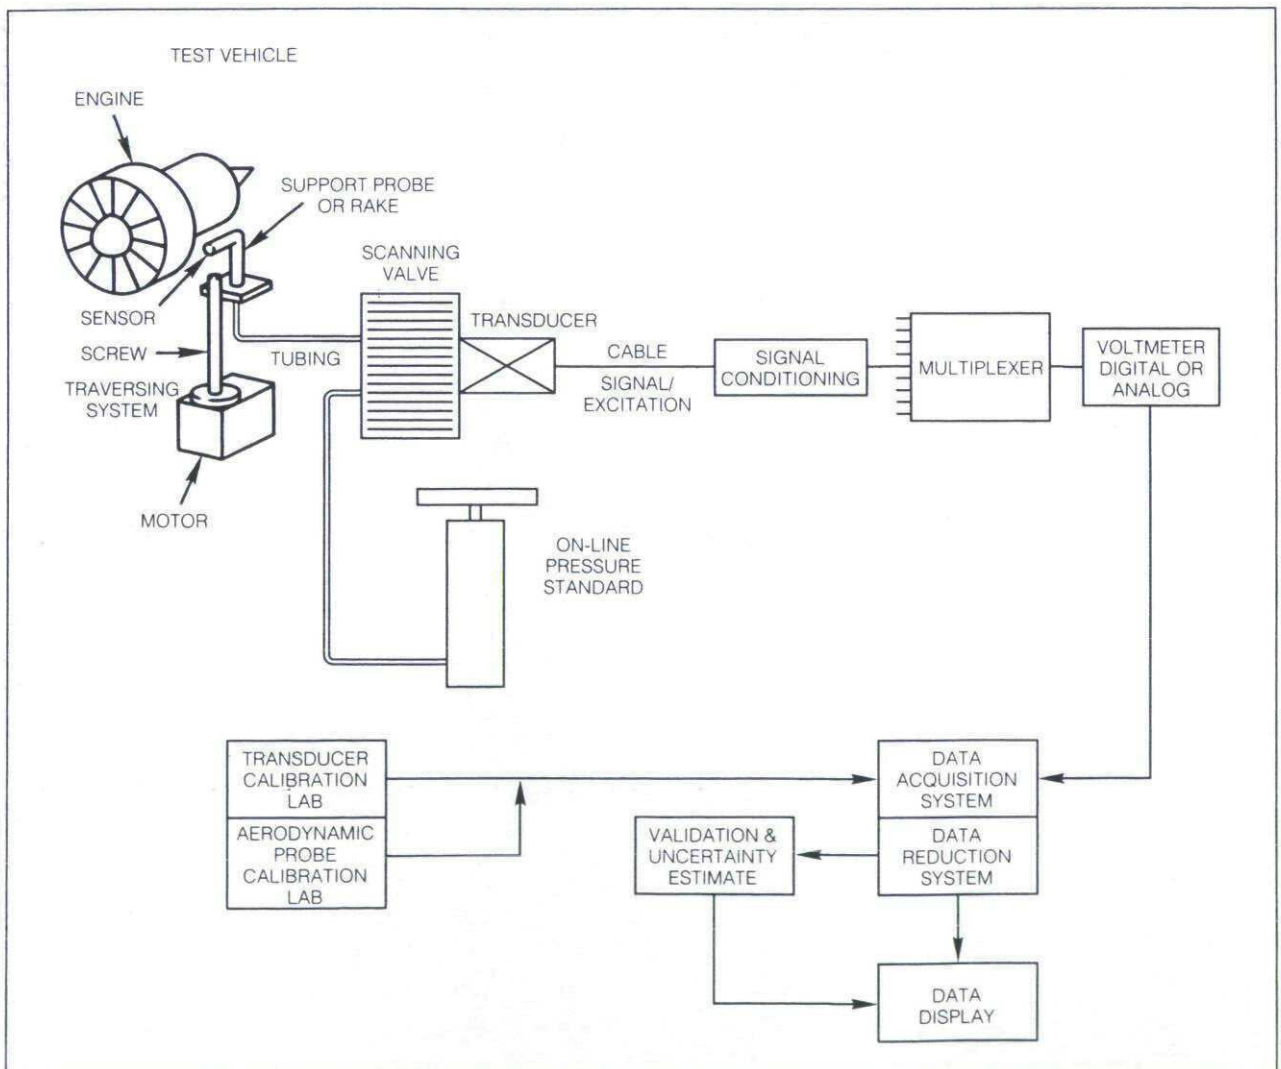 TEST VEHICLE
ENGINE
SUPPORT PROBE
OR RAKE
SCANNING
VALVE
SENSOR
SCREW
TRAVERSING
SYSTEM
MOTOR
TUBING
TRANSDUCER
CABLE
SIGNAL/
EXCITATION
SIGNAL
CONDITIONING
MULTIPLEXER
VOLTMETER
DIGITAL OR
ANALOG
ON-LINE
PRESSURE
STANDARD
TRANSDUCER
CALIBRATION
LAB
AERODYNAMIC
PROBE
CALIBRATION
LAB
DATA
ACQUISITION
SYSTEM
VALIDATION &
UNCERTAINTY
ESTIMATE
DATA
REDUCTION
SYSTEM
DATA
DISPLAY